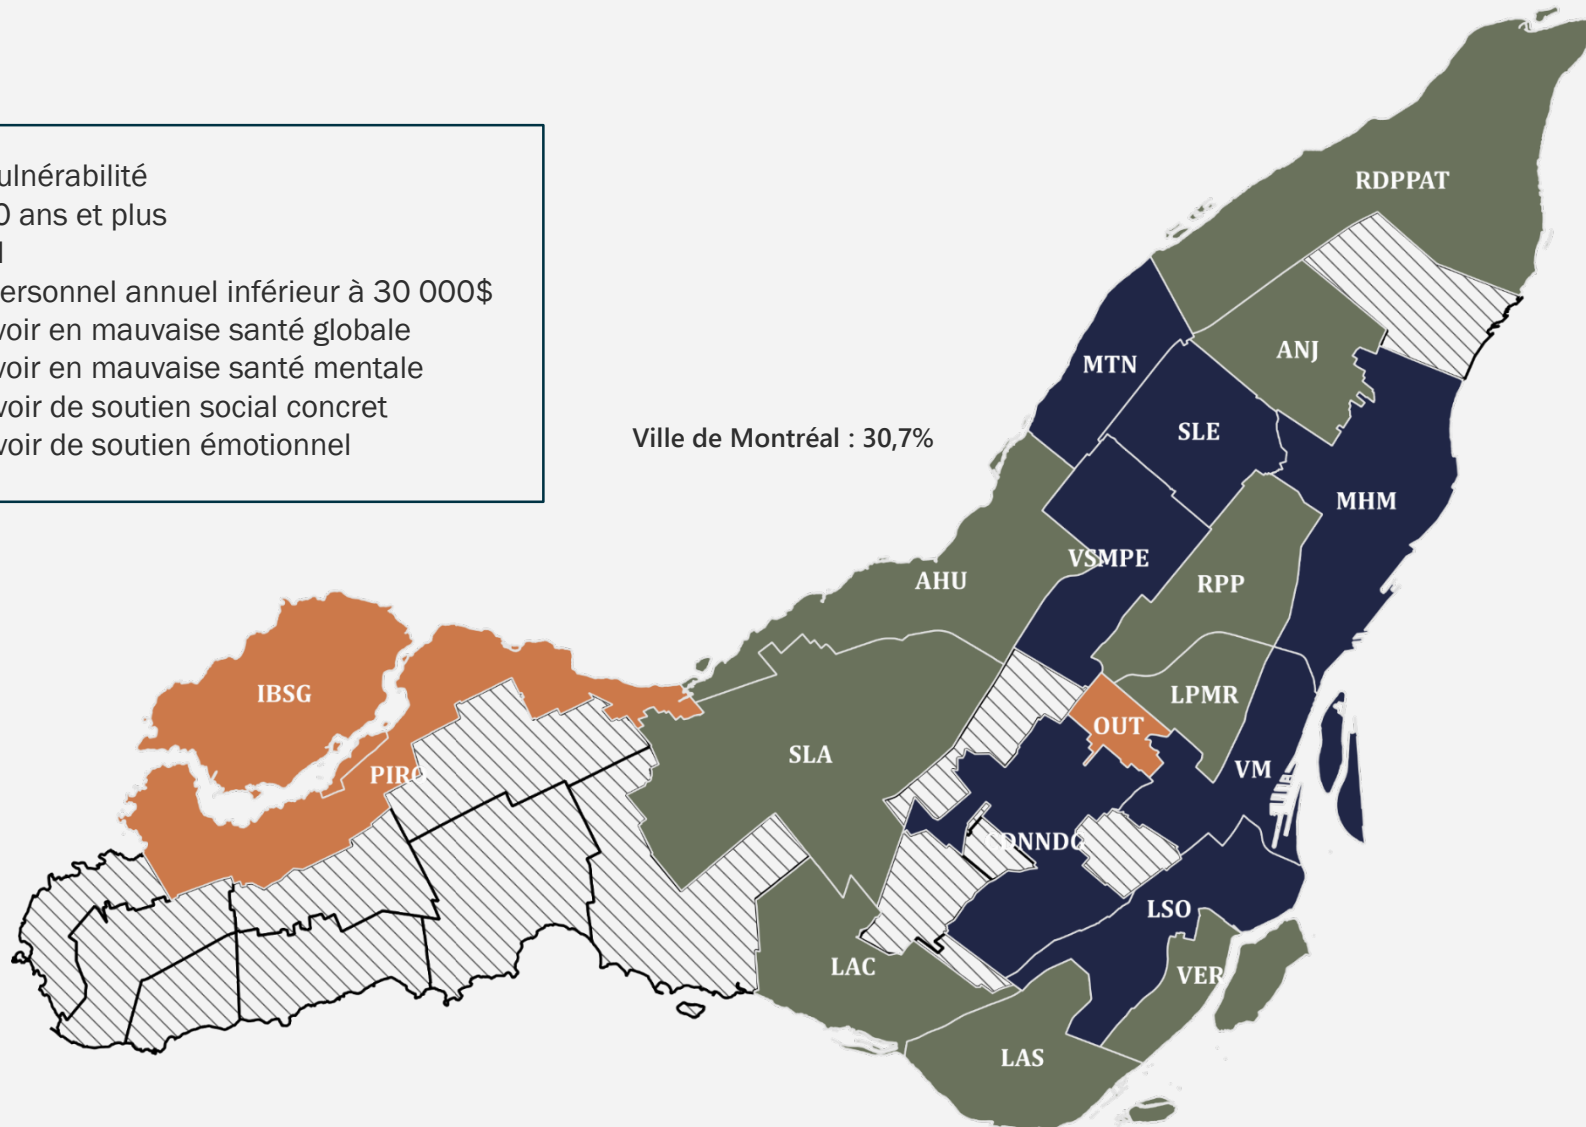 ulnérabilité
0 ans et plus
l
ersonnel annuel inférieur à 30 000$
voir en mauvaise santé globale
voir en mauvaise santé mentale
voir de soutien social concret
voir de soutien émotionnel
Ville de Montréal : 30,7%
RDPPAT
ANJ
MTN
SLE
MHM
VSMPE
AHU
RPP
IBSG
LPMR
OUT
SLA
VM
PIRO
CDNNDG
LSO
LAC
VER
LAS